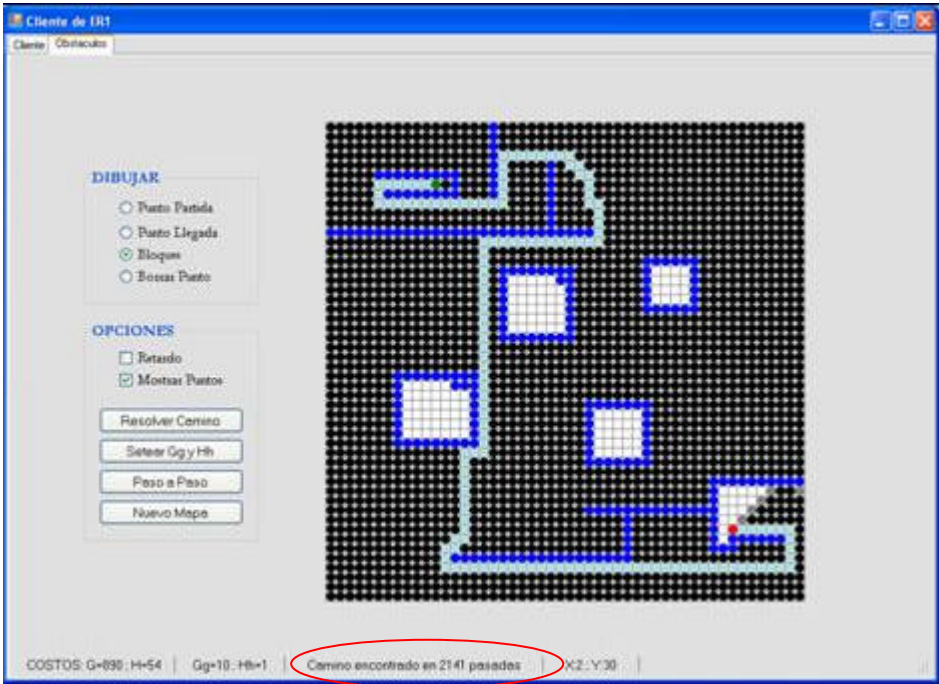 Cliente de ER1
Cliente Obstaculos
DIBUJAR
Punto Partida
Punto Llegada
Bloques
Borrar Punto
OPCIONES
Retardo
Mostrar Puntos
Resolver Camino
Setear Gg y Hh
Paso a Paso
Nuevo Mapa
COSTOS: G=890 ; H=54 | Gg=10 ; Hh=1 | Camino encontrado en 2141 pasadas | X:2 ; Y:30 |